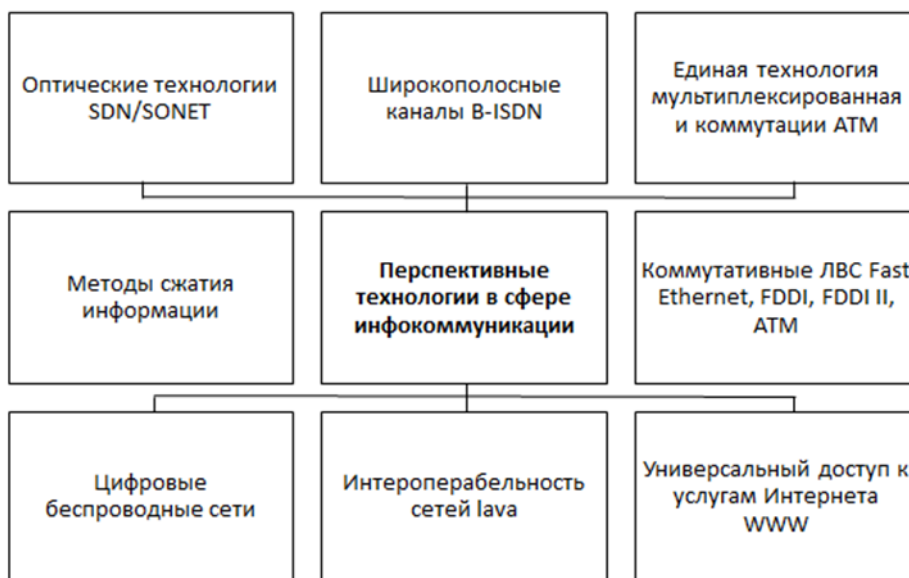 Оптические технологии
SDN/SONET
Широкополосные
каналы B-ISDN
Единая технология
мультиплексированная
и коммутации АТМ
Методы сжатия
информации
Перспективные
технологии в сфере
инфокоммуникации
Коммутативные ЛВС Fast
Ethernet, FDDI, FDDI II,
ATM
Цифровые
беспроводные сети
Интероперабельность
сетей lava
Универсальный доступ к
услугам Интернета
WWW